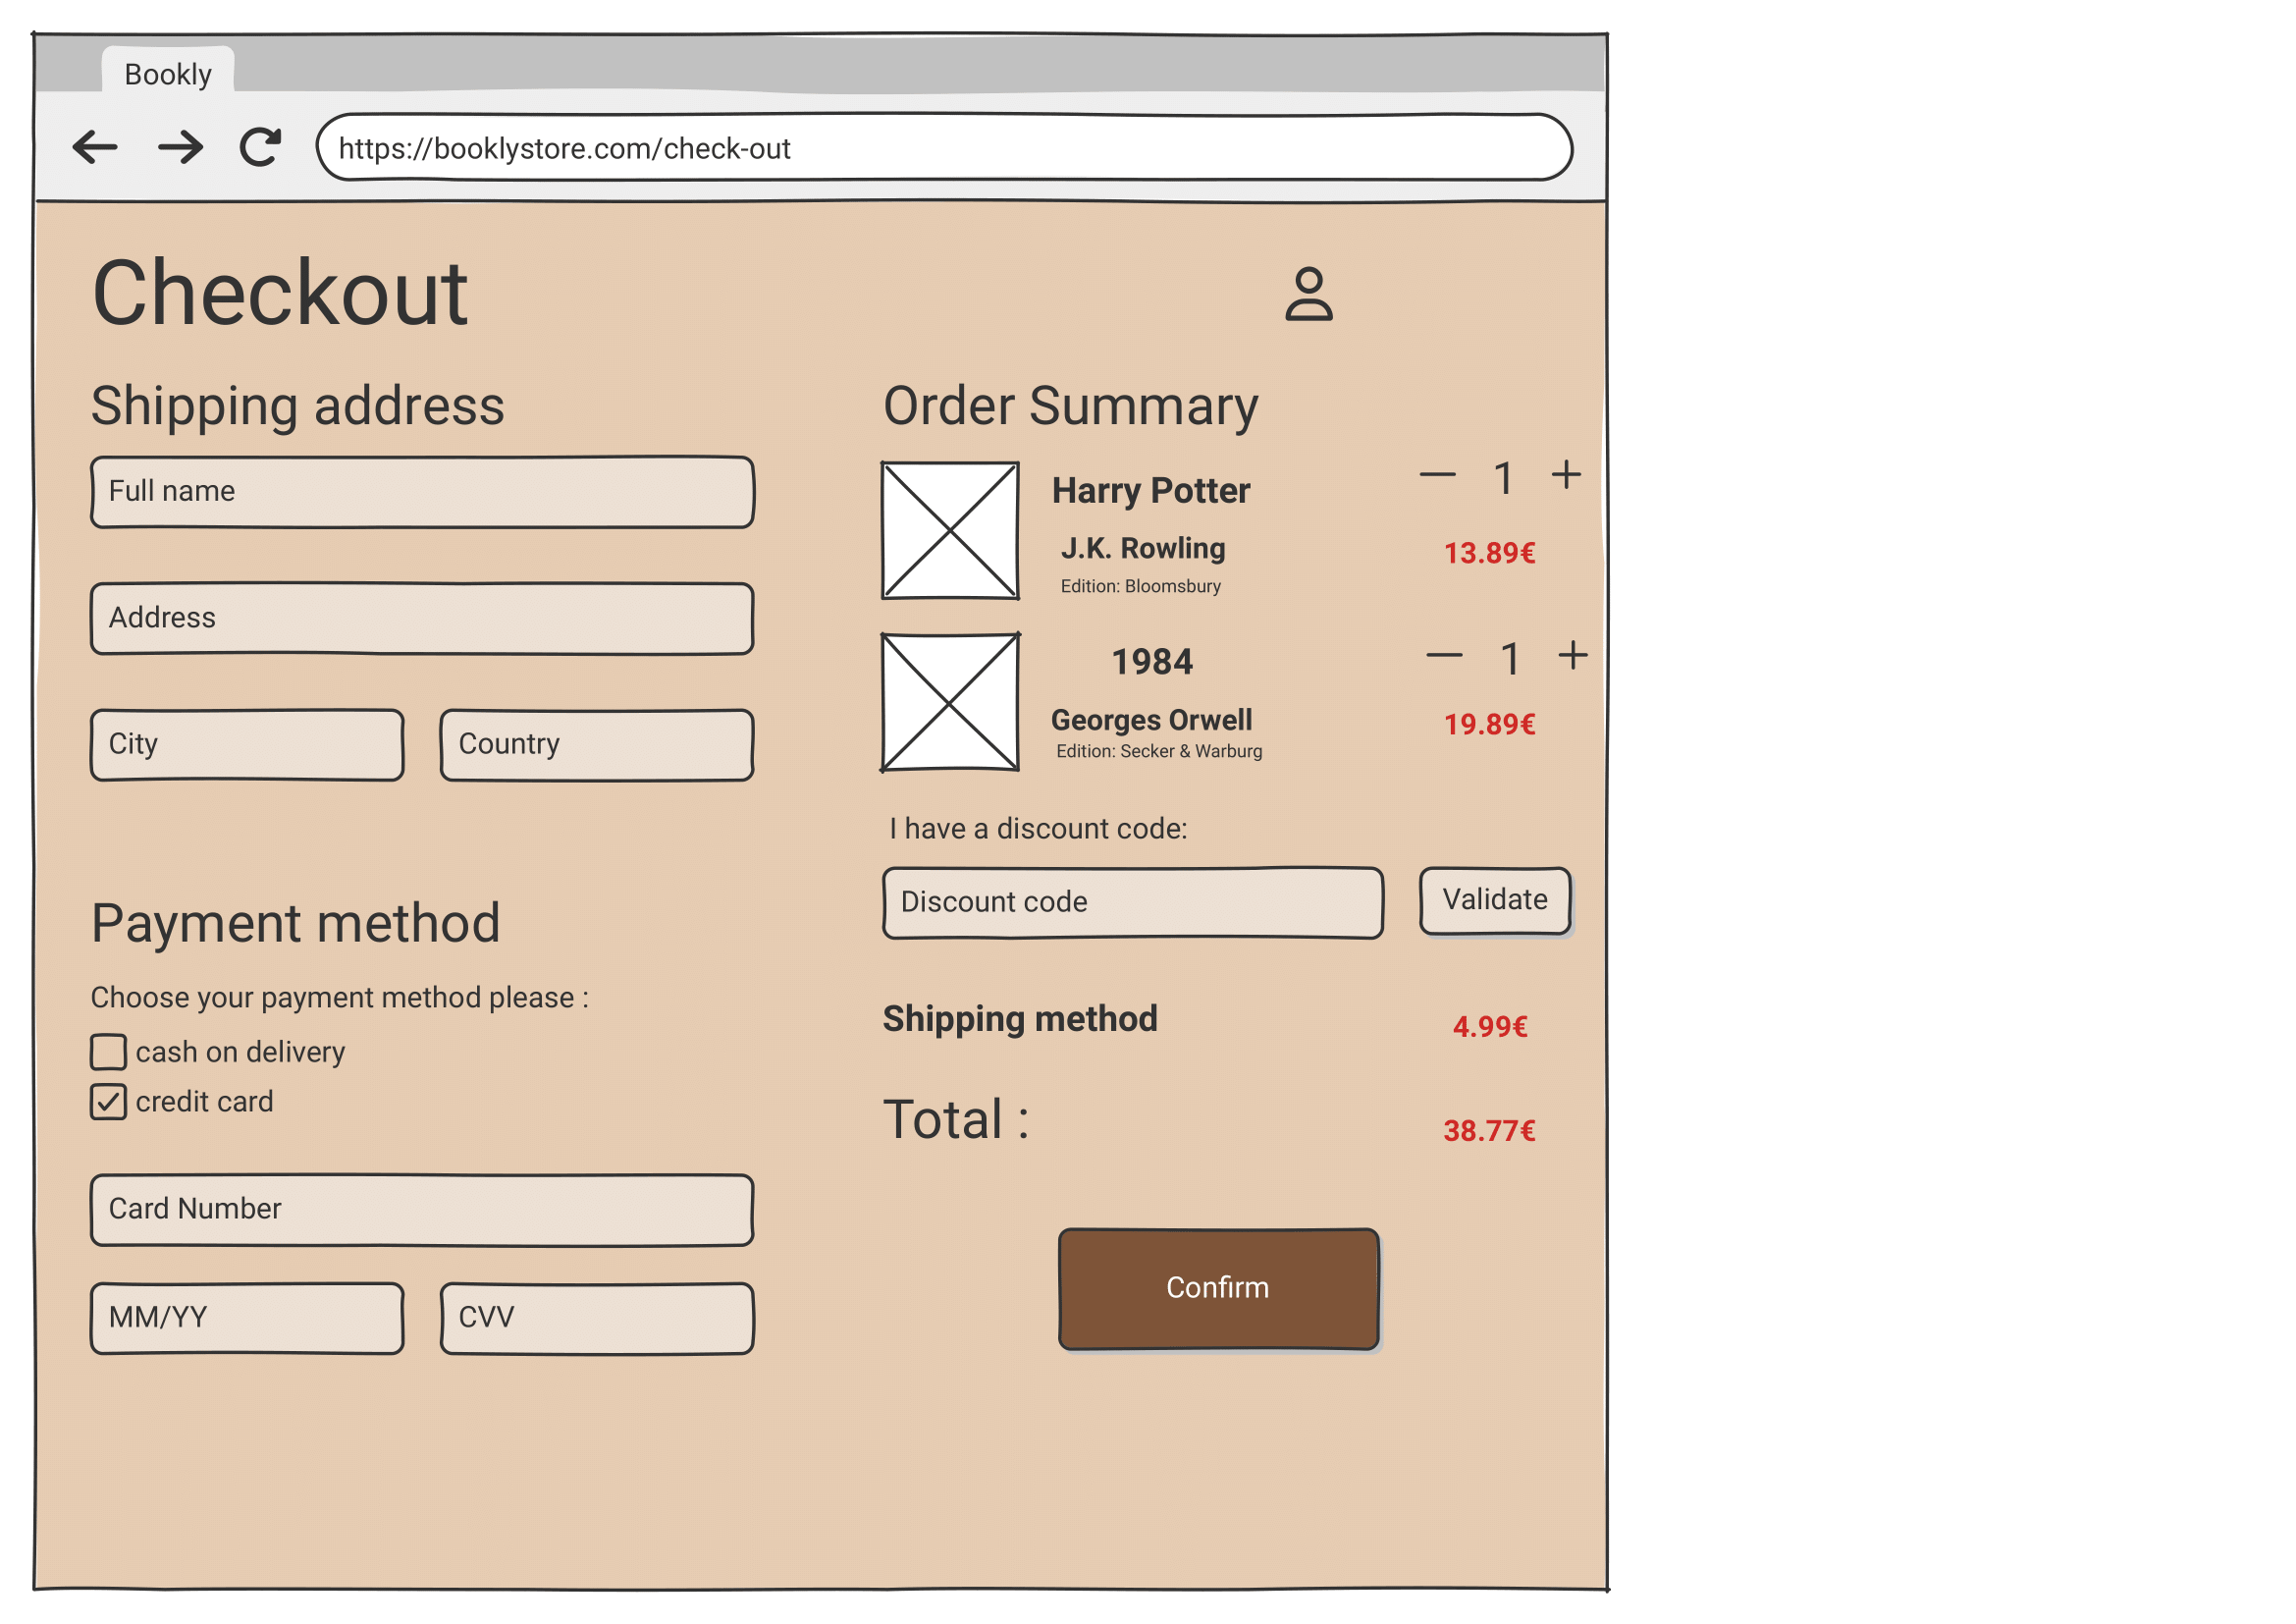 Bookly
https://booklystore.com/check-out
Checkout
Shipping address
Full name
Address
City
Country
Payment method
Choose your payment method please :
cash on delivery
credit card
Card Number
MM/YY
CVV
Order Summary
Harry Potter
1
J.K. Rowling
13.89€
Edition: Bloomsbury
1984
1
Georges Orwell
19.89€
Edition: Secker & Warburg
I have a discount code:
Discount code
Validate
Shipping method
4.99€
Total :
38.77€
Confirm